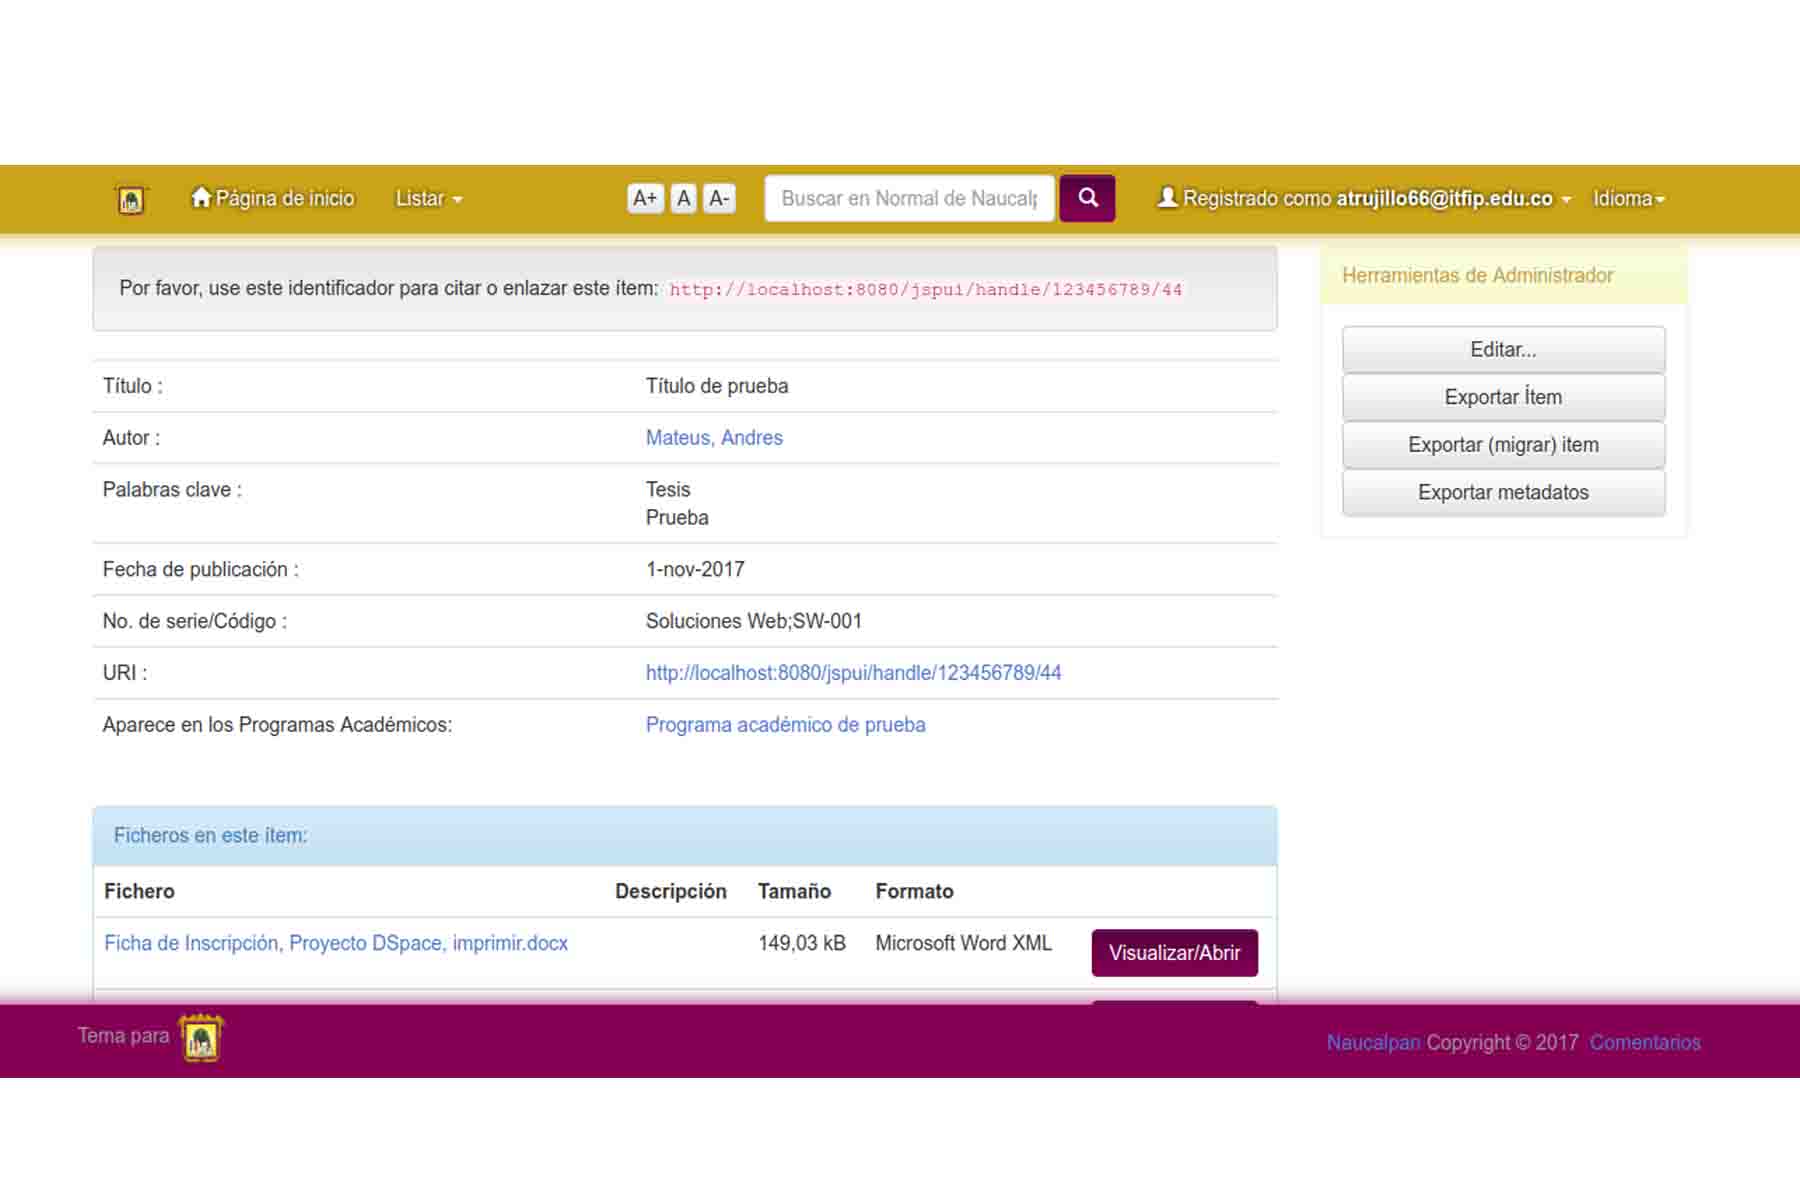 Página de inicio Listar A+ A A- Buscar en Normal de Naucalp Registrado como atrujillo66@itfip.edu.co Idioma
Por favor, use este identificador para citar o enlazar este ítem: http://localhost:8080/jspui/handle/123456789/44
Título : Título de prueba
Autor : Mateus, Andres
Palabras clave : Tesis
Prueba
Fecha de publicación : 1-nov-2017
No. de serie/Código : Soluciones Web;SW-001
URI : http://localhost:8080/jspui/handle/123456789/44
Aparece en los Programas Académicos: Programa académico de prueba
Herramientas de Administrador
Editar...
Exportar Ítem
Exportar (migrar) item
Exportar metadatos
Ficheros en este ítem:
Fichero Descripción Tamaño Formato
Ficha de Inscripción, Proyecto DSpace, imprimir.docx 149,03 kB Microsoft Word XML Visualizar/Abrir
Tema para
Naucalpan Copyright © 2017 Comentarios